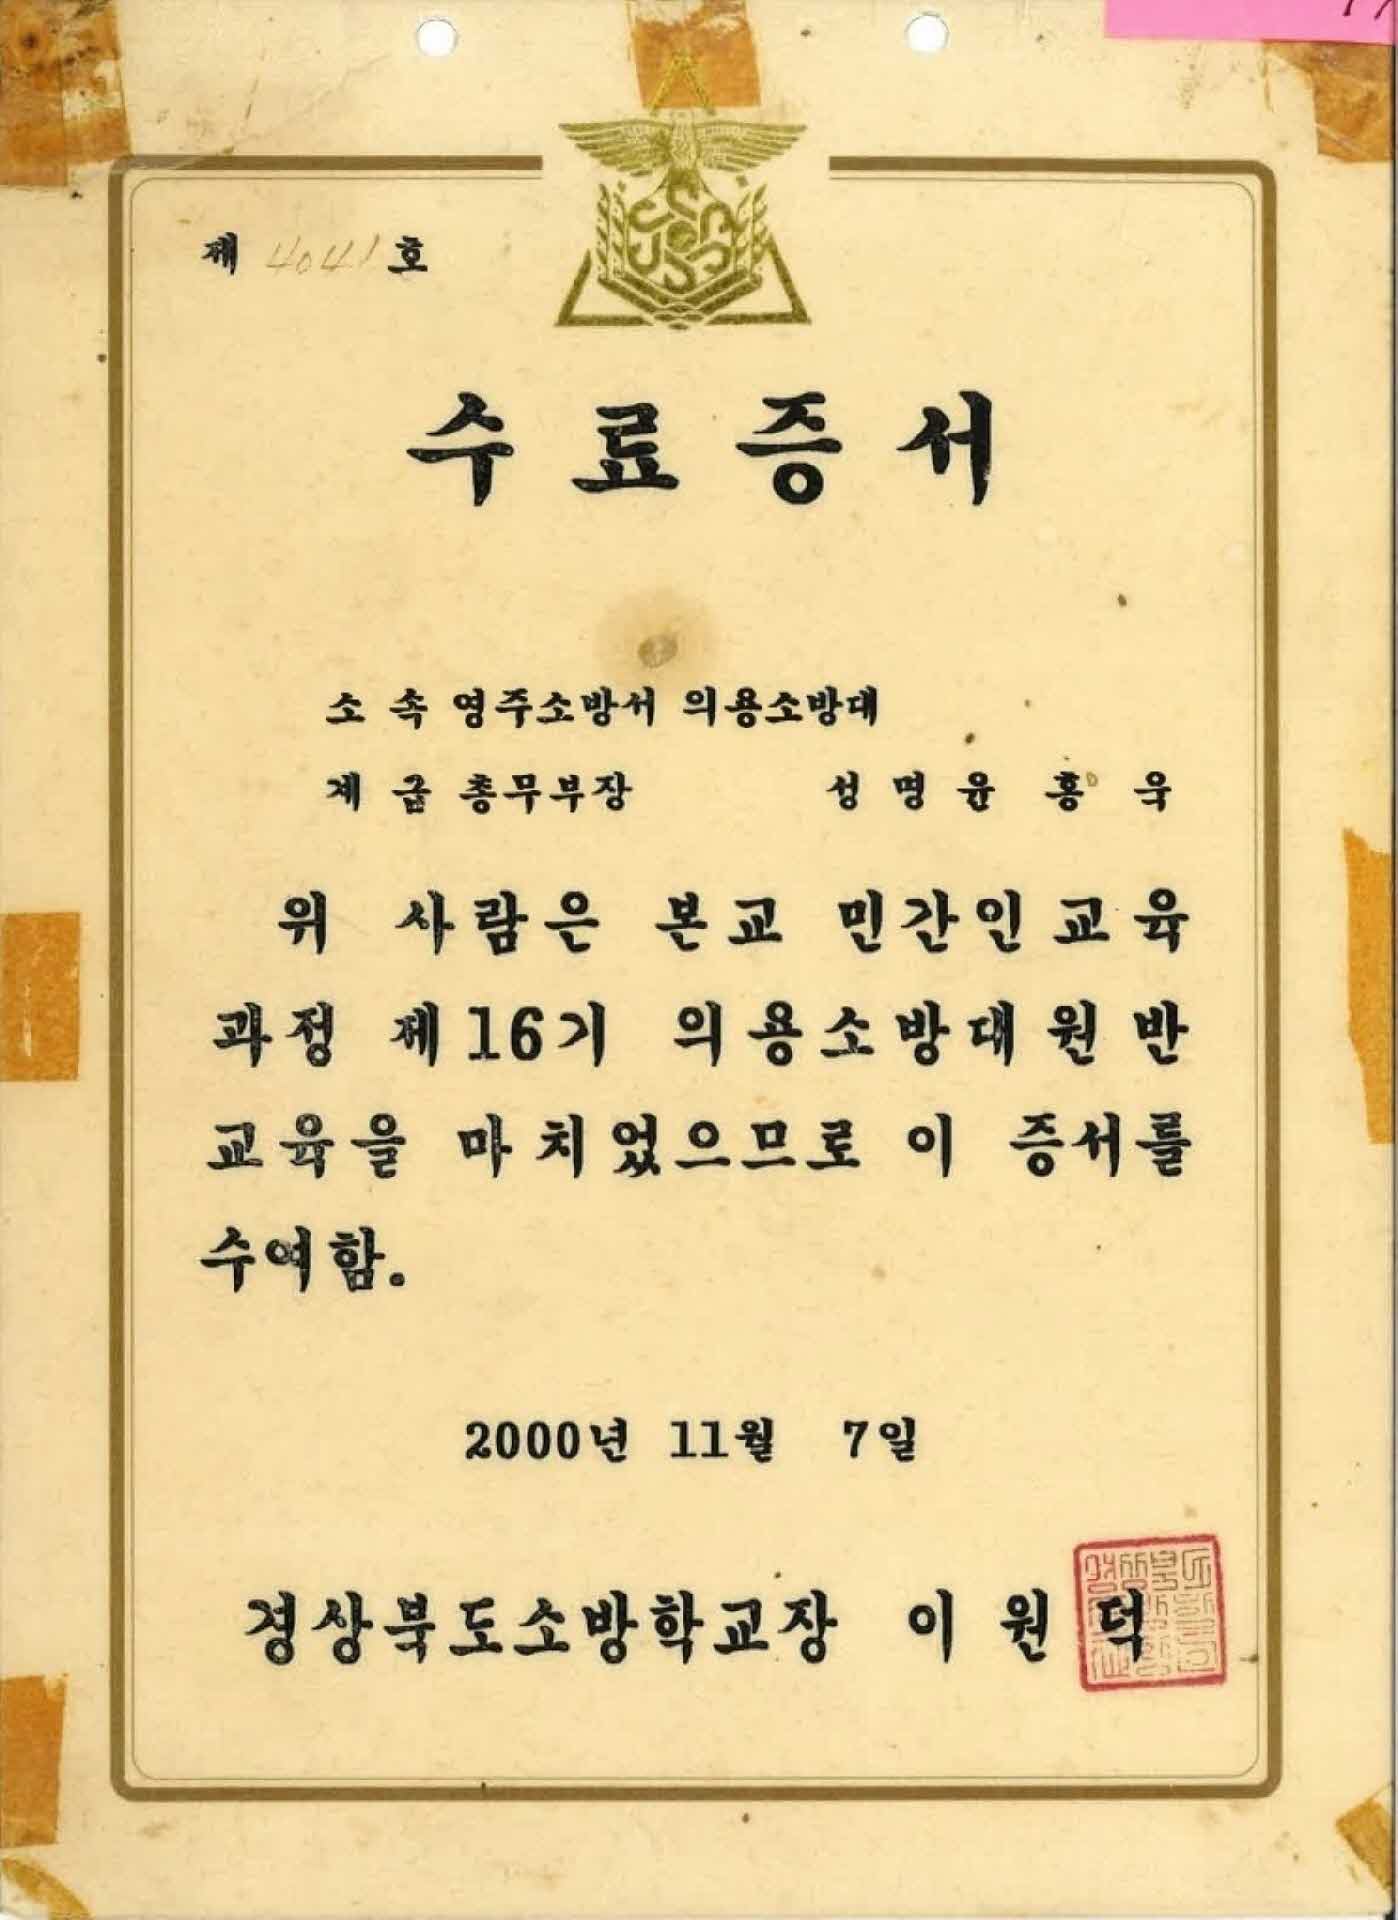 제 4041 호
수료증서
소 속 영주소방서 의용소방대
계 급 총무부장 성 명 윤 홍 욱
위 사람은 본교 민간인교육
과정 제16기 의용소방대원반
교육을 마치었으므로 이 증서를
수여함.
2000년 11월 7일
경상북도소방학교장 이 원 덕